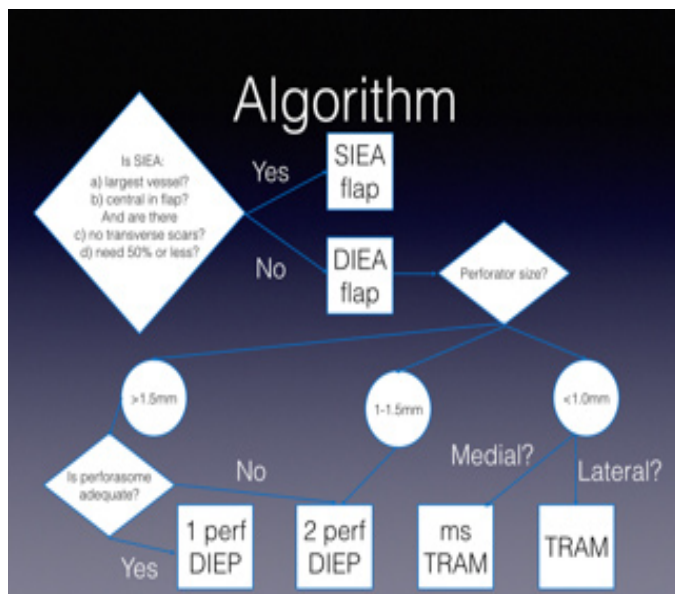 Algorithm
Is SIEA:
a) largest vessel?
b) central in flap?
And are there
c) no transverse scars?
d) need 50% or less?
Yes
SIEA
flap
No
DIEA
flap
Perforator size?
>1.5mm
1-1.5mm
<1.0mm
Is perforasome
adequate?
No
Medial?
Lateral?
Yes
1 perf
DIEP
2 perf
DIEP
ms
TRAM
TRAM